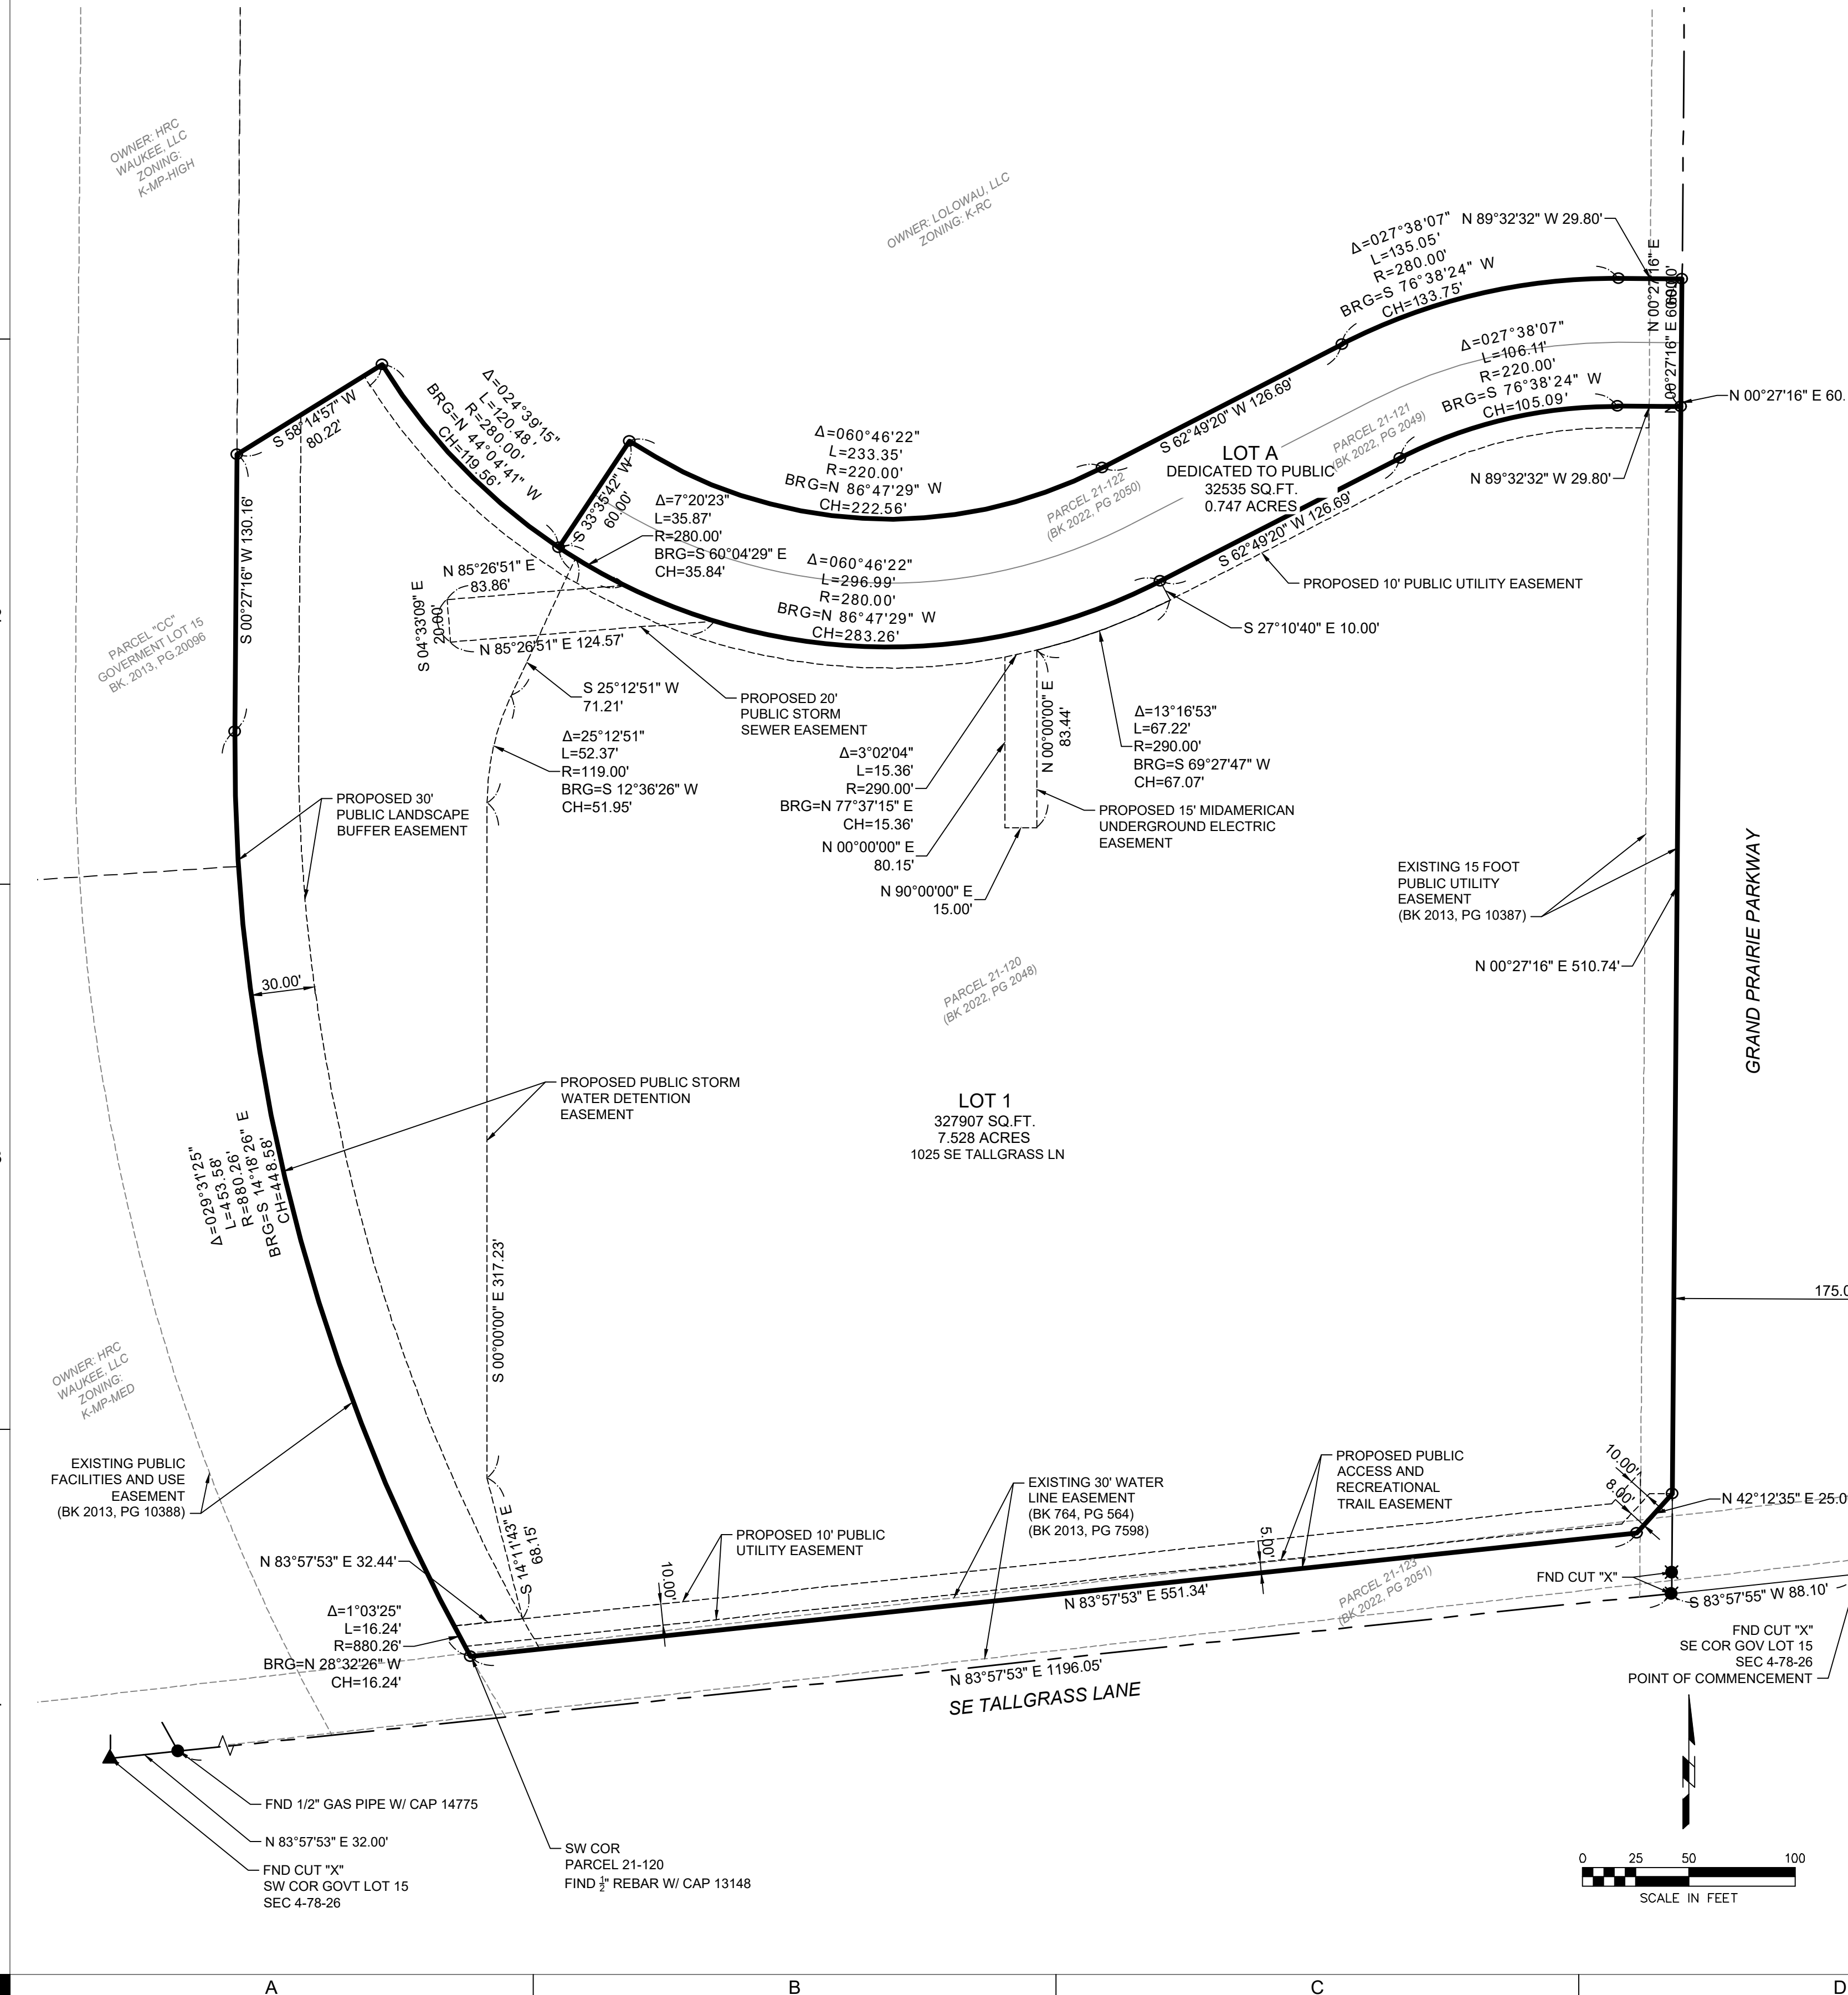 OWNER: HRC
WAUKEE, LLC
ZONING:
K-MP-HIGH
OWNER: LOLOWAU, LLC
ZONING: K-RC
N 89°32'32" W 29.80'
Δ=027°38'07"
L=135.05'
R=280.00'
BRG=S 76°38'24" W
CH=133.75'
N 00°27'16" E
60.00'
N 00°27'16" E 60.00'
N 00°27'16" E 60.
Δ=027°38'07"
L=106.11'
R=220.00'
BRG=S 76°38'24" W
CH=105.09'
S 58°14'57" W
80.22'
Δ=024°39'15"
L=120.48'
R=280.00'
BRG=N 44°04'41" W
CH=119.56'
S 33°35'42" W
60.00'
Δ=060°46'22"
L=233.35'
R=220.00'
BRG=N 86°47'29" W
CH=222.56'
S 62°49'20" W 126.69'
PARCEL 21-121
(BK 2022, PG 2049)
LOT A
DEDICATED TO PUBLIC
32535 SQ.FT.
0.747 ACRES
PARCEL 21-122
(BK 2022, PG 2050)
N 89°32'32" W 29.80'
S 62°49'20" W 126.69'
S 00°27'16" W 130.16'
Δ=7°20'23"
L=35.87'
R=280.00'
BRG=S 60°04'29" E
CH=35.84'
N 85°26'51" E
83.86'
S 04°33'09" E
20.00'
N 85°26'51" E 124.57'
Δ=060°46'22"
L=296.99'
R=280.00'
BRG=N 86°47'29" W
CH=283.26'
PROPOSED 10' PUBLIC UTILITY EASEMENT
S 27°10'40" E 10.00'
PARCEL "CC"
GOVERMENT LOT 15
BK. 2013, PG.20096
S 25°12'51" W
71.21'
PROPOSED 20'
PUBLIC STORM
SEWER EASEMENT
Δ=25°12'51"
L=52.37'
R=119.00'
BRG=S 12°36'26" W
CH=51.95'
Δ=3°02'04"
L=15.36'
R=290.00'
BRG=N 77°37'15" E
CH=15.36'
N 00°00'00" E
80.15'
N 00°00'00" E
83.44'
Δ=13°16'53"
L=67.22'
R=290.00'
BRG=S 69°27'47" W
CH=67.07'
PROPOSED 30'
PUBLIC LANDSCAPE
BUFFER EASEMENT
PROPOSED 15' MIDAMERICAN
UNDERGROUND ELECTRIC
EASEMENT
N 90°00'00" E
15.00'
EXISTING 15 FOOT
PUBLIC UTILITY
EASEMENT
(BK 2013, PG 10387)
GRAND PRAIRIE PARKWAY
30.00'
N 00°27'16" E 510.74'
PARCEL 21-120
(BK 2022, PG 2048)
PROPOSED PUBLIC STORM
WATER DETENTION
EASEMENT
LOT 1
327907 SQ.FT.
7.528 ACRES
1025 SE TALLGRASS LN
Δ=029°31'25"
L=453.58'
R=880.26'
BRG=S 14°18'26" E
CH=448.58'
S 00°00'00" E 317.23'
175.0
OWNER: HRC
WAUKEE, LLC
ZONING:
K-MP-MED
EXISTING PUBLIC
FACILITIES AND USE
EASEMENT
(BK 2013, PG 10388)
EXISTING 30' WATER
LINE EASEMENT
(BK 764, PG 564)
(BK 2013, PG 7598)
PROPOSED PUBLIC
ACCESS AND
RECREATIONAL
TRAIL EASEMENT
10.00'
8.00'
N 42°12'35" E 25.0
S 14°11'43" E
68.15'
PROPOSED 10' PUBLIC
UTILITY EASEMENT
5.00'
N 83°57'53" E 32.44'
10.00'
N 83°57'53" E 551.34'
PARCEL 21-123
(BK 2022, PG 2051)
FND CUT "X"
S 83°57'55" W 88.10'
Δ=1°03'25"
L=16.24'
R=880.26'
BRG=N 28°32'26" W
CH=16.24'
FND CUT "X"
SE COR GOV LOT 15
SEC 4-78-26
POINT OF COMMENCEMENT
N 83°57'53" E 1196.05'
SE TALLGRASS LANE
FND 1/2" GAS PIPE W/ CAP 14775
N 83°57'53" E 32.00'
FND CUT "X"
SW COR GOVT LOT 15
SEC 4-78-26
SW COR
PARCEL 21-120
FIND ½" REBAR W/ CAP 13148
0 25 50 100
SCALE IN FEET
A B C D